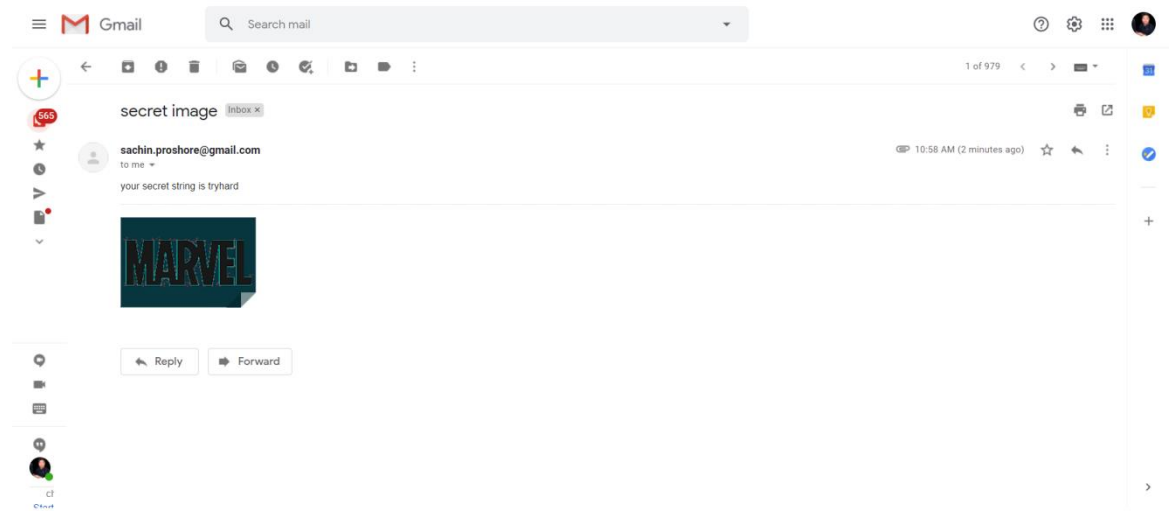 Gmail
Search mail
1 of 979
31
565
secret image Inbox ×
sachin.proshore@gmail.com
10:58 AM (2 minutes ago)
to me
your secret string is tryhard
MARVEL
Reply
Forward